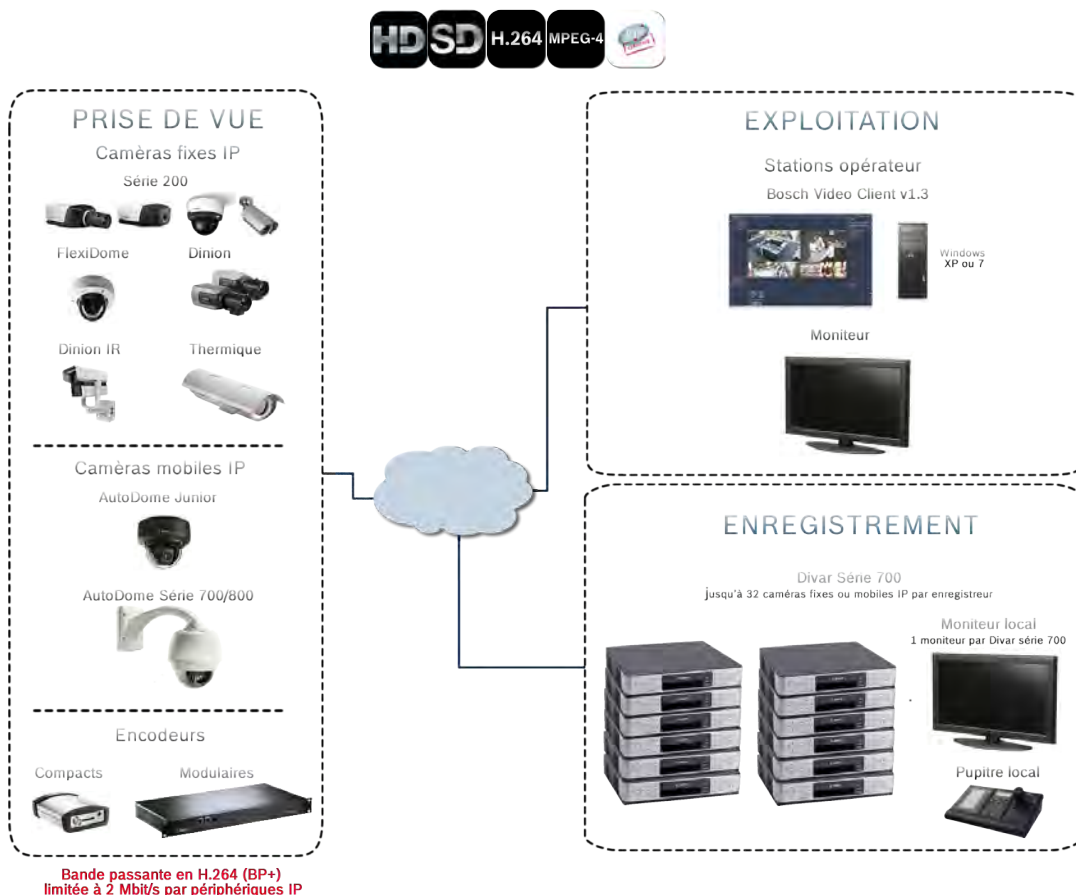 HD SD H.264 MPEG-4
PRISE DE VUE
Camèras fixes IP
Série 200
FlexiDome Dinion
Dinion IR Thermique
Camèras mobiles IP
AutoDome Junior
AutoDome Série 700/800
Encodeurs
Compacts Modulaires
Bande passante en H.264 (BP+)
limitée à 2 Mbit/s par périphériques IP
EXPLOITATION
Stations opérateur
Bosch Video Client v1.3
Windows
XP ou 7
Moniteur
ENREGISTREMENT
Divar Série 700
jusqu'à 32 caméras fixes ou mobiles IP par enregistreur
Moniteur local
1 moniteur par Divar série 700
Pupitre local